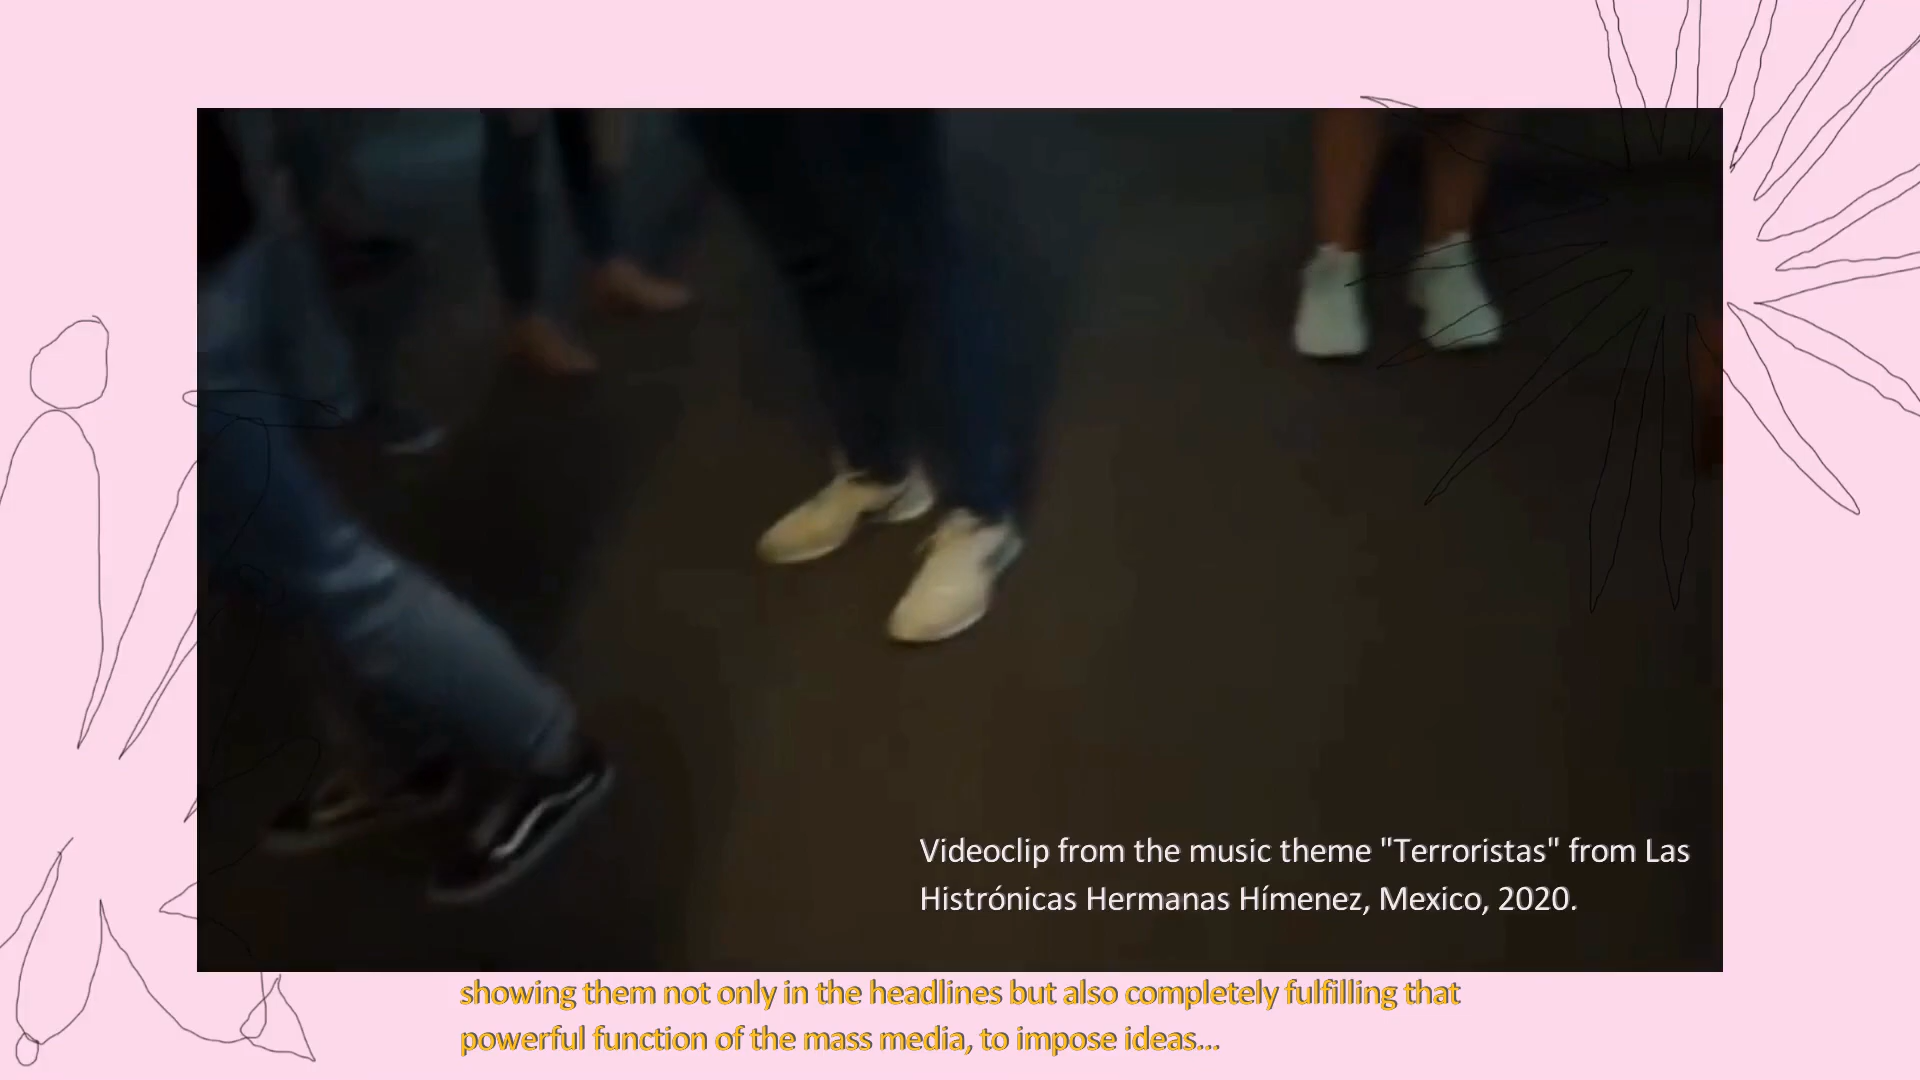 Videoclip from the music theme "Terroristas" from Las
Histrónicas Hermanas Hímenez, Mexico, 2020.
showing them not only in the headlines but also completely fulfilling that
powerful function of the mass media, to impose ideas...